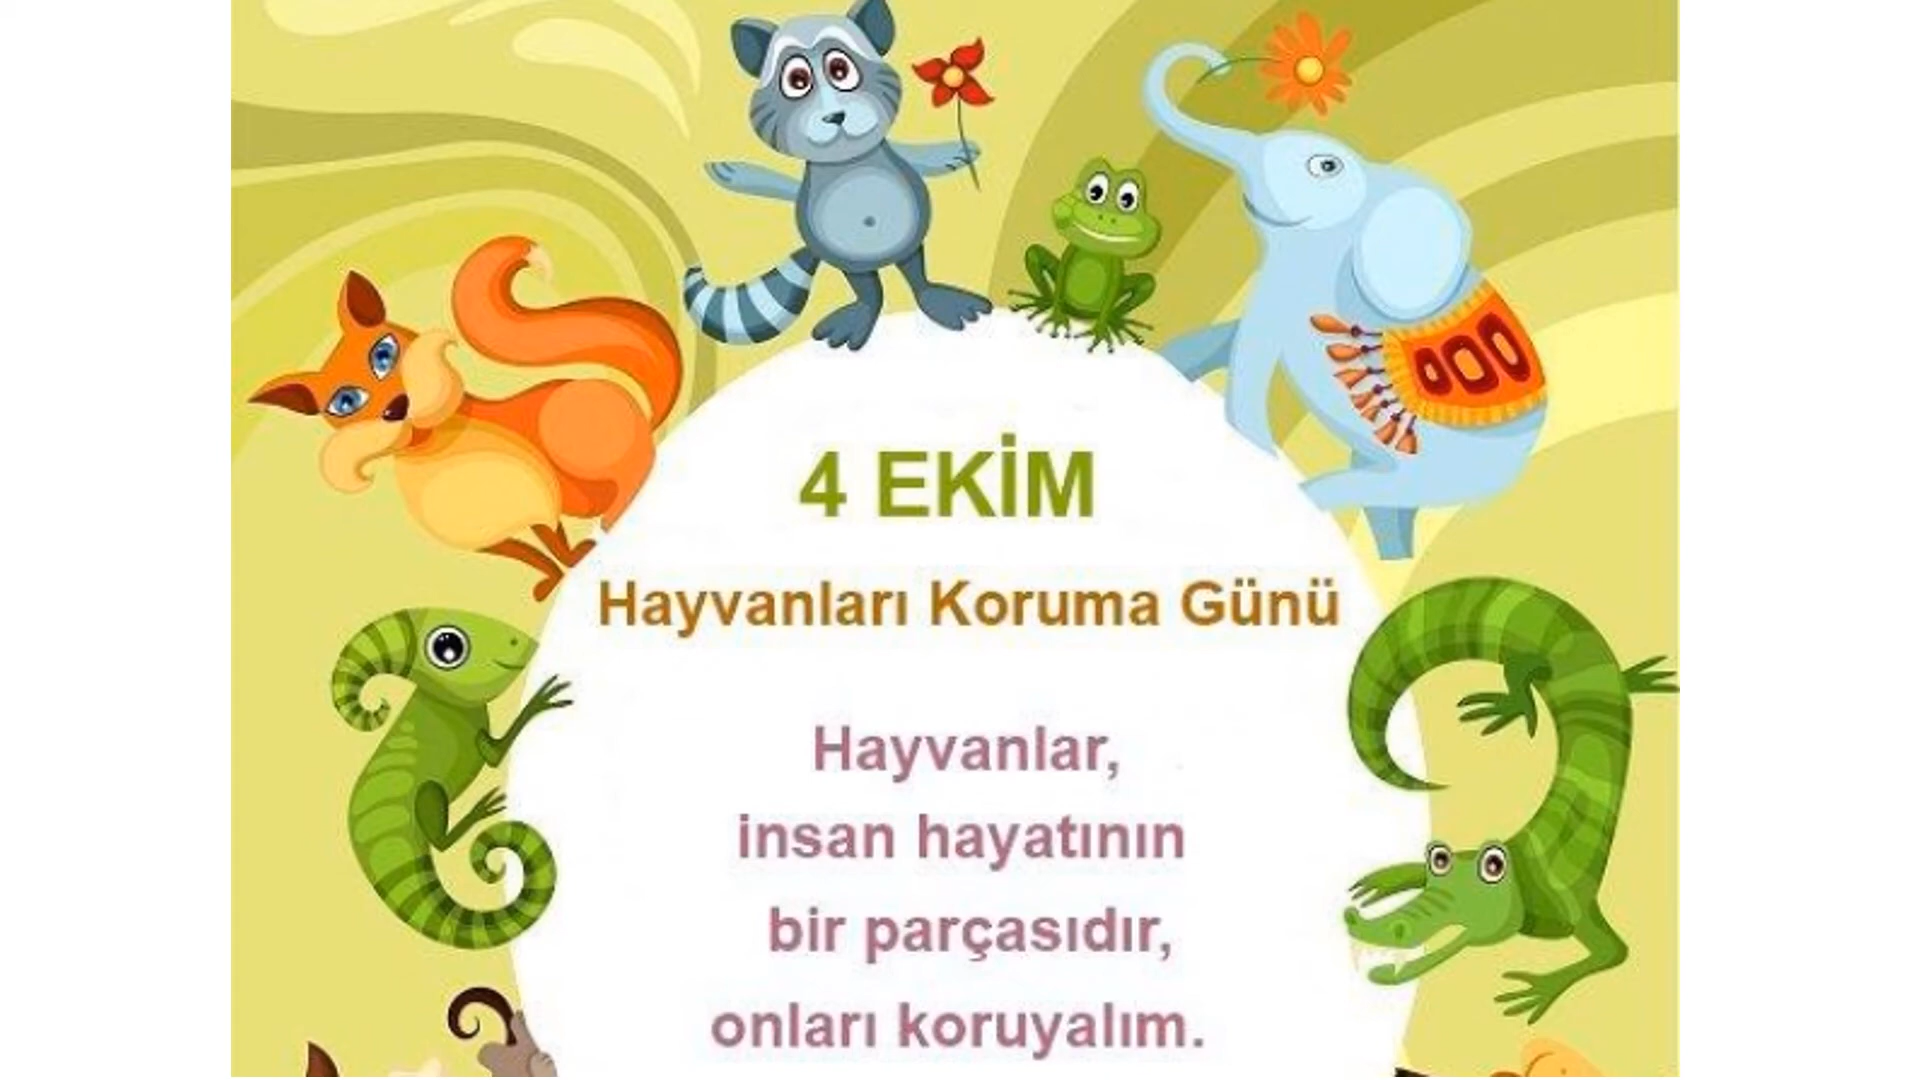 4 EKİM
Hayvanları Koruma Günü
Hayvanlar,
insan hayatının
bir parçasıdır,
onları koruyalım.